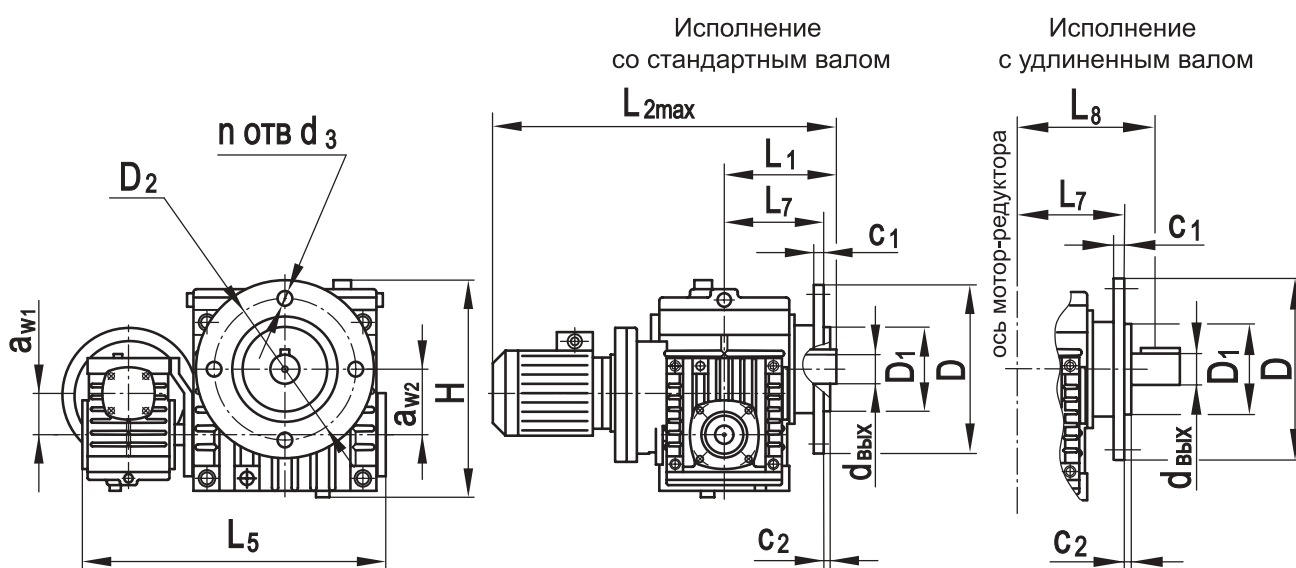 Исполнение
со стандартным валом
Исполнение
с удлиненным валом
L2max
L8
n отв d3
D2
L1
L7
c1
ось мотор-редуктора
L7
c1
aw1
aw2
H
D1
D
dвых
D1
D
dвых
L5
c2
c2